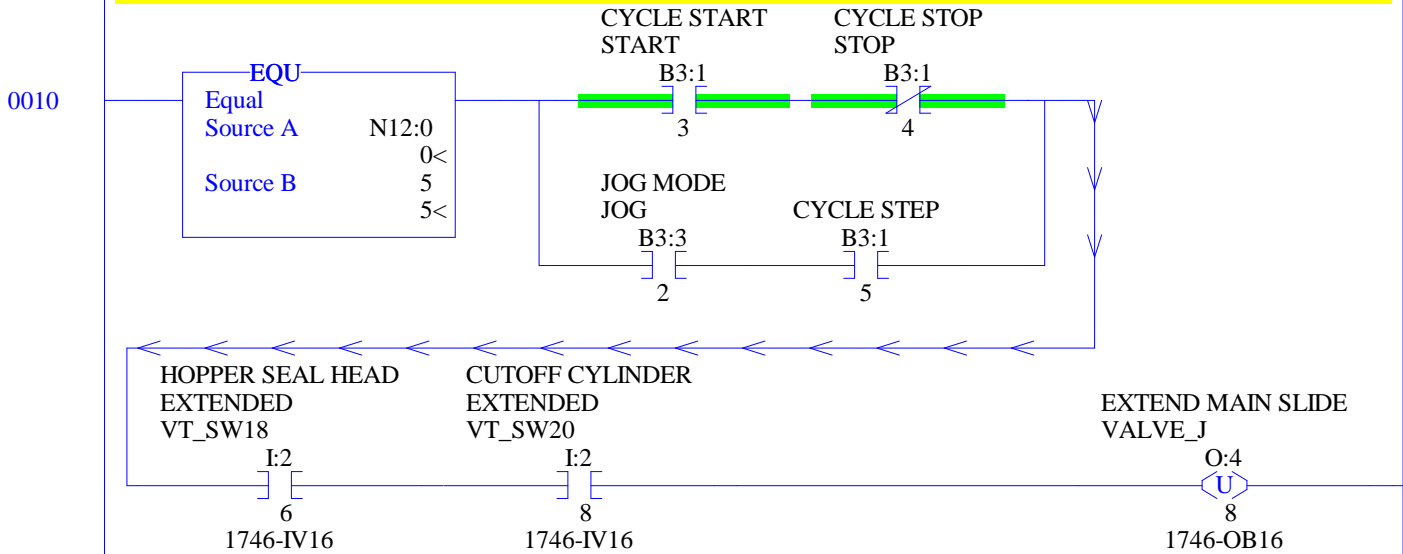 CYCLE START CYCLE STOP
START STOP
EQU B3:1 B3:1
0010 Equal
Source A N12:0 3 4
0<
Source B 5 JOG MODE
5< JOG CYCLE STEP
B3:3 B3:1
2 5
HOPPER SEAL HEAD CUTOFF CYLINDER
EXTENDED EXTENDED EXTEND MAIN SLIDE
VT_SW18 VT_SW20 VALVE_J
I:2 I:2 O:4
U
6 8 8
1746-IV16 1746-IV16 1746-OB16